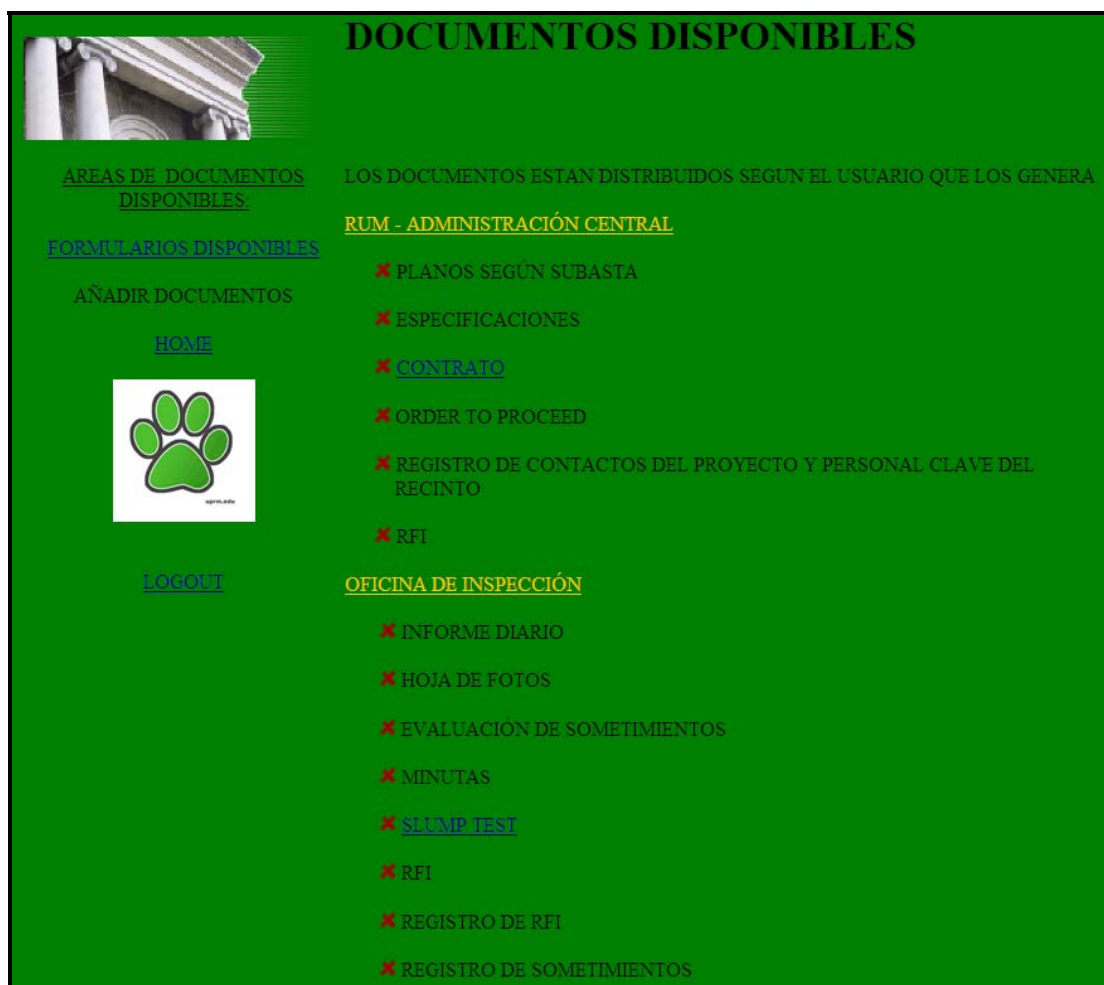 DOCUMENTOS DISPONIBLES
AREAS DE DOCUMENTOS
DISPONIBLES:
FORMULARIOS DISPONIBLES
AÑADIR DOCUMENTOS
HOME
uprm.edu
LOGOUT
LOS DOCUMENTOS ESTAN DISTRIBUIDOS SEGUN EL USUARIO QUE LOS GENERA
RUM - ADMINISTRACIÓN CENTRAL
PLANOS SEGÚN SUBASTA
ESPECIFICACIONES
CONTRATO
ORDER TO PROCEED
REGISTRO DE CONTACTOS DEL PROYECTO Y PERSONAL CLAVE DEL
RECINTO
RFI
OFICINA DE INSPECCIÓN
INFORME DIARIO
HOJA DE FOTOS
EVALUACIÓN DE SOMETIMIENTOS
MINUTAS
SLUMP TEST
RFI
REGISTRO DE RFI
REGISTRO DE SOMETIMIENTOS